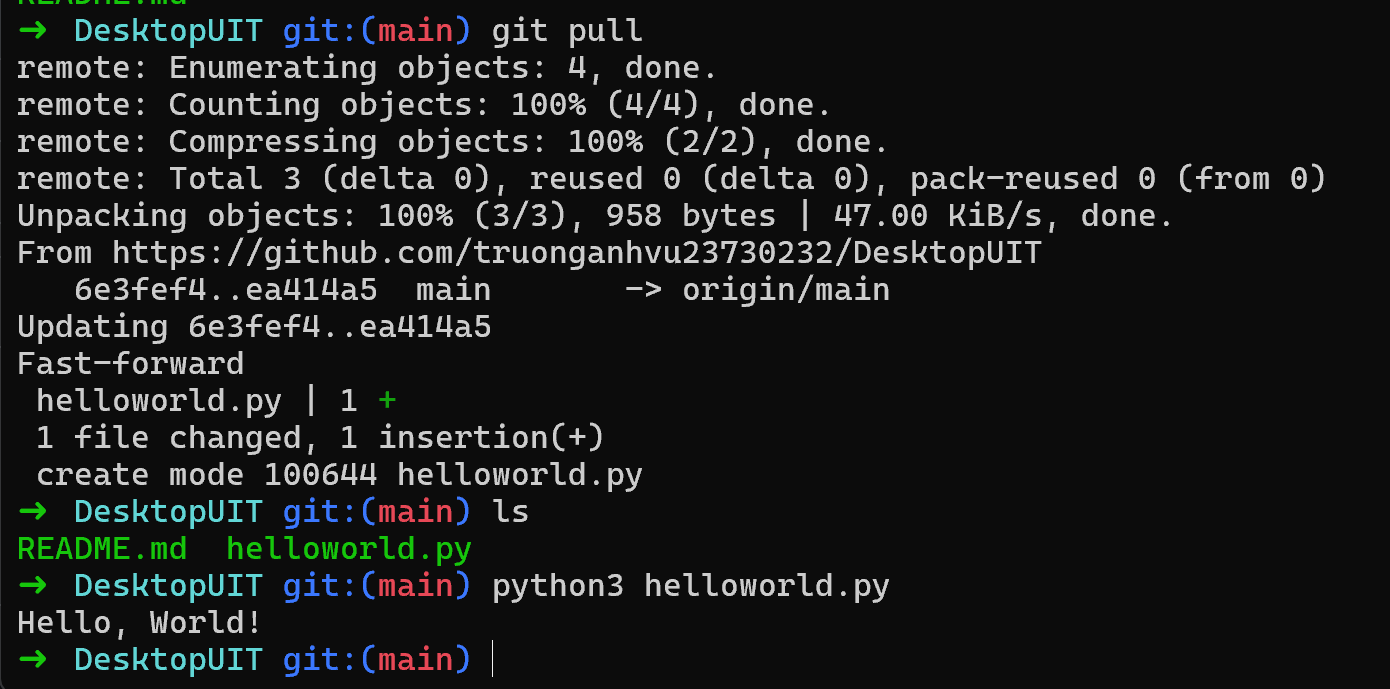 README.md
➜ DesktopUIT git:(main) git pull
remote: Enumerating objects: 4, done.
remote: Counting objects: 100% (4/4), done.
remote: Compressing objects: 100% (2/2), done.
remote: Total 3 (delta 0), reused 0 (delta 0), pack-reused 0 (from 0)
Unpacking objects: 100% (3/3), 958 bytes | 47.00 KiB/s, done.
From https://github.com/truonganhvu23730232/DesktopUIT
   6e3fef4..ea414a5  main       -> origin/main
Updating 6e3fef4..ea414a5
Fast-forward
 helloworld.py | 1 +
 1 file changed, 1 insertion(+)
 create mode 100644 helloworld.py
➜ DesktopUIT git:(main) ls
README.md  helloworld.py
➜ DesktopUIT git:(main) python3 helloworld.py
Hello, World!
➜ DesktopUIT git:(main)